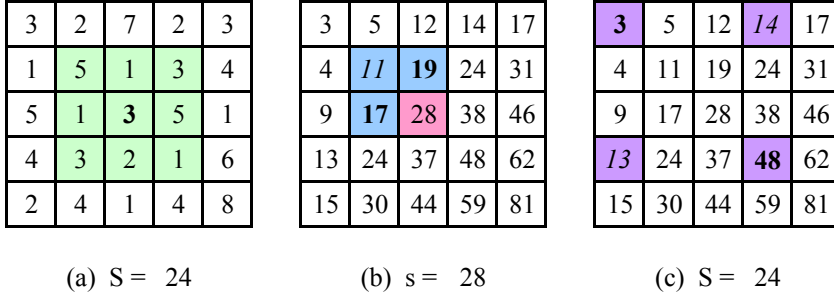 3 2 7 2 3
1 5 1 3 4
5 1 3 5 1
4 3 2 1 6
2 4 1 4 8
(a) S = 24
3 5 12 14 17
4 11 19 24 31
9 17 28 38 46
13 24 37 48 62
15 30 44 59 81
(b) s = 28
3 5 12 14 17
4 11 19 24 31
9 17 28 38 46
13 24 37 48 62
15 30 44 59 81
(c) S = 24